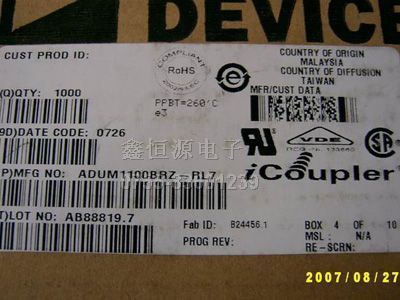 DEVICE
CUST PROD ID:
COMPLIANT
RoHS
2002/95/EC
COUNTRY OF ORIGIN
MALAYSIA
COUNTRY OF DIFFUSION
TAIWAN
MFR/CUST DATA
(Q)QTY: 1000
PPBT=260°C
e3
9D)DATE CODE: 0726
VDE
鑫恒源电子
P)MFG NO: ADUM1100BRZ-RL7
iCoupler
T)LOT NO: AB88819.7
Fab ID: B24456.1
BOX 4 OF 10
MSL : N/A
PROG REV:
RE-SCRN:
2007/08/27